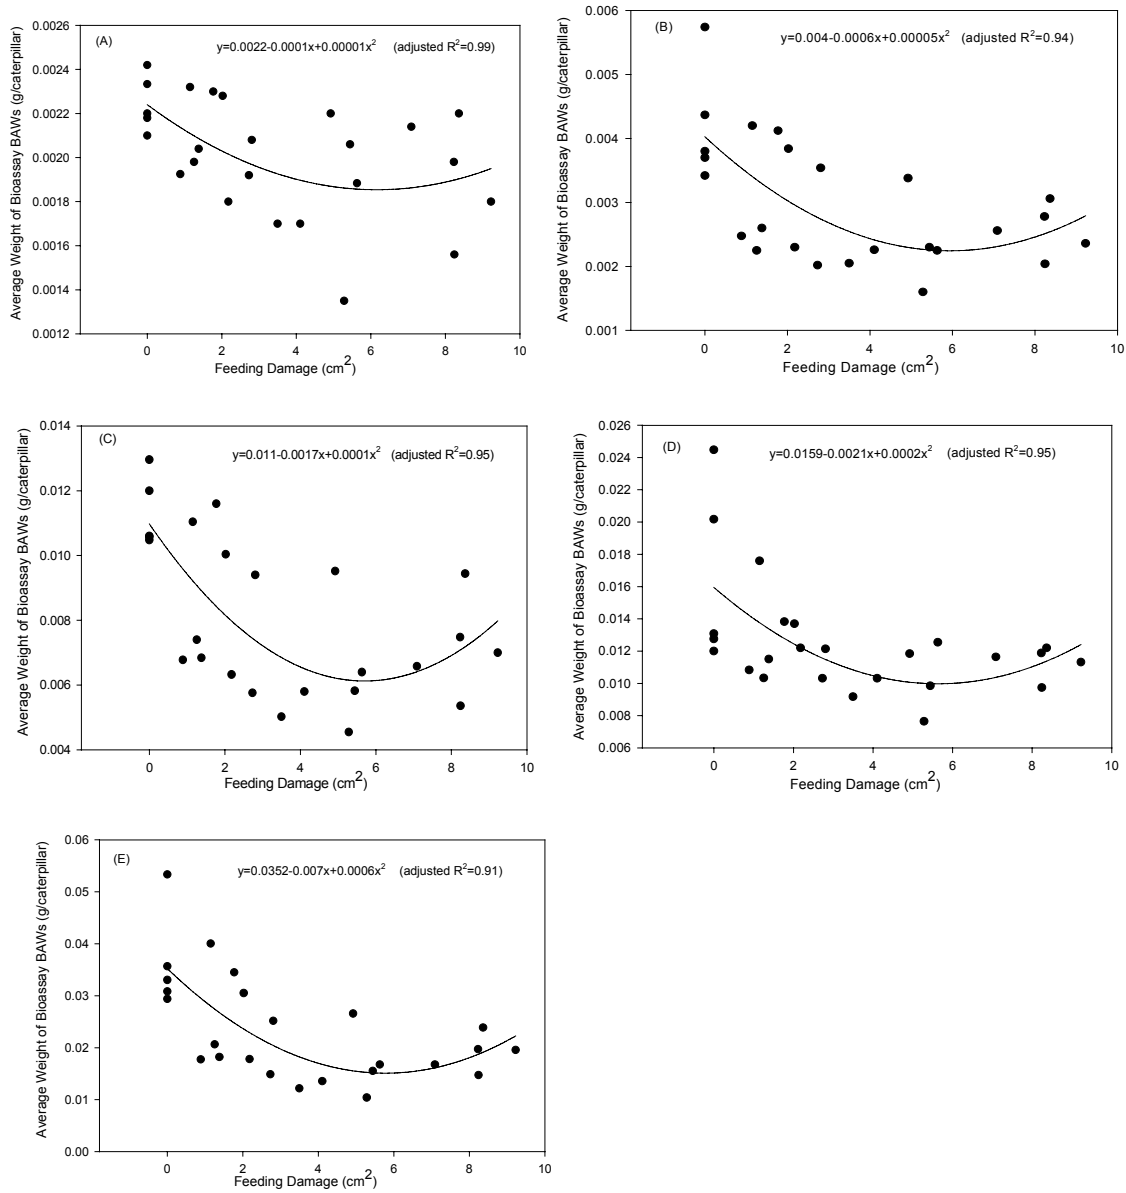 (A)
y=0.0022-0.0001x+0.00001x² (adjusted R²=0.99)
Average Weight of Bioassay BAWs (g/caterpillar)
0.0026
0.0024
0.0022
0.0020
0.0018
0.0016
0.0014
0.0012
0 2 4 6 8 10
Feeding Damage (cm²)
(B)
y=0.004-0.0006x+0.00005x² (adjusted R²=0.94)
Average Weight of Bioassay BAWs (g/caterpillar)
0.006
0.005
0.004
0.003
0.002
0.001
0 2 4 6 8 10
Feeding Damage (cm²)
(C)
y=0.011-0.0017x+0.0001x² (adjusted R²=0.95)
Average Weight of Bioassay BAWs (g/caterpillar)
0.014
0.012
0.010
0.008
0.006
0.004
0 2 4 6 8 10
Feeding Damage (cm²)
(D)
y=0.0159-0.0021x+0.0002x² (adjusted R²=0.95)
Average Weight of Bioassay BAWs (g/caterpillar)
0.026
0.024
0.022
0.020
0.018
0.016
0.014
0.012
0.010
0.008
0.006
0 2 4 6 8 10
Feeding Damage (cm²)
(E)
y=0.0352-0.007x+0.0006x² (adjusted R²=0.91)
Average Weight of Bioassay BAWs (g/caterpillar)
0.06
0.05
0.04
0.03
0.02
0.01
0.00
0 2 4 6 8 10
Feeding Damage (cm²)